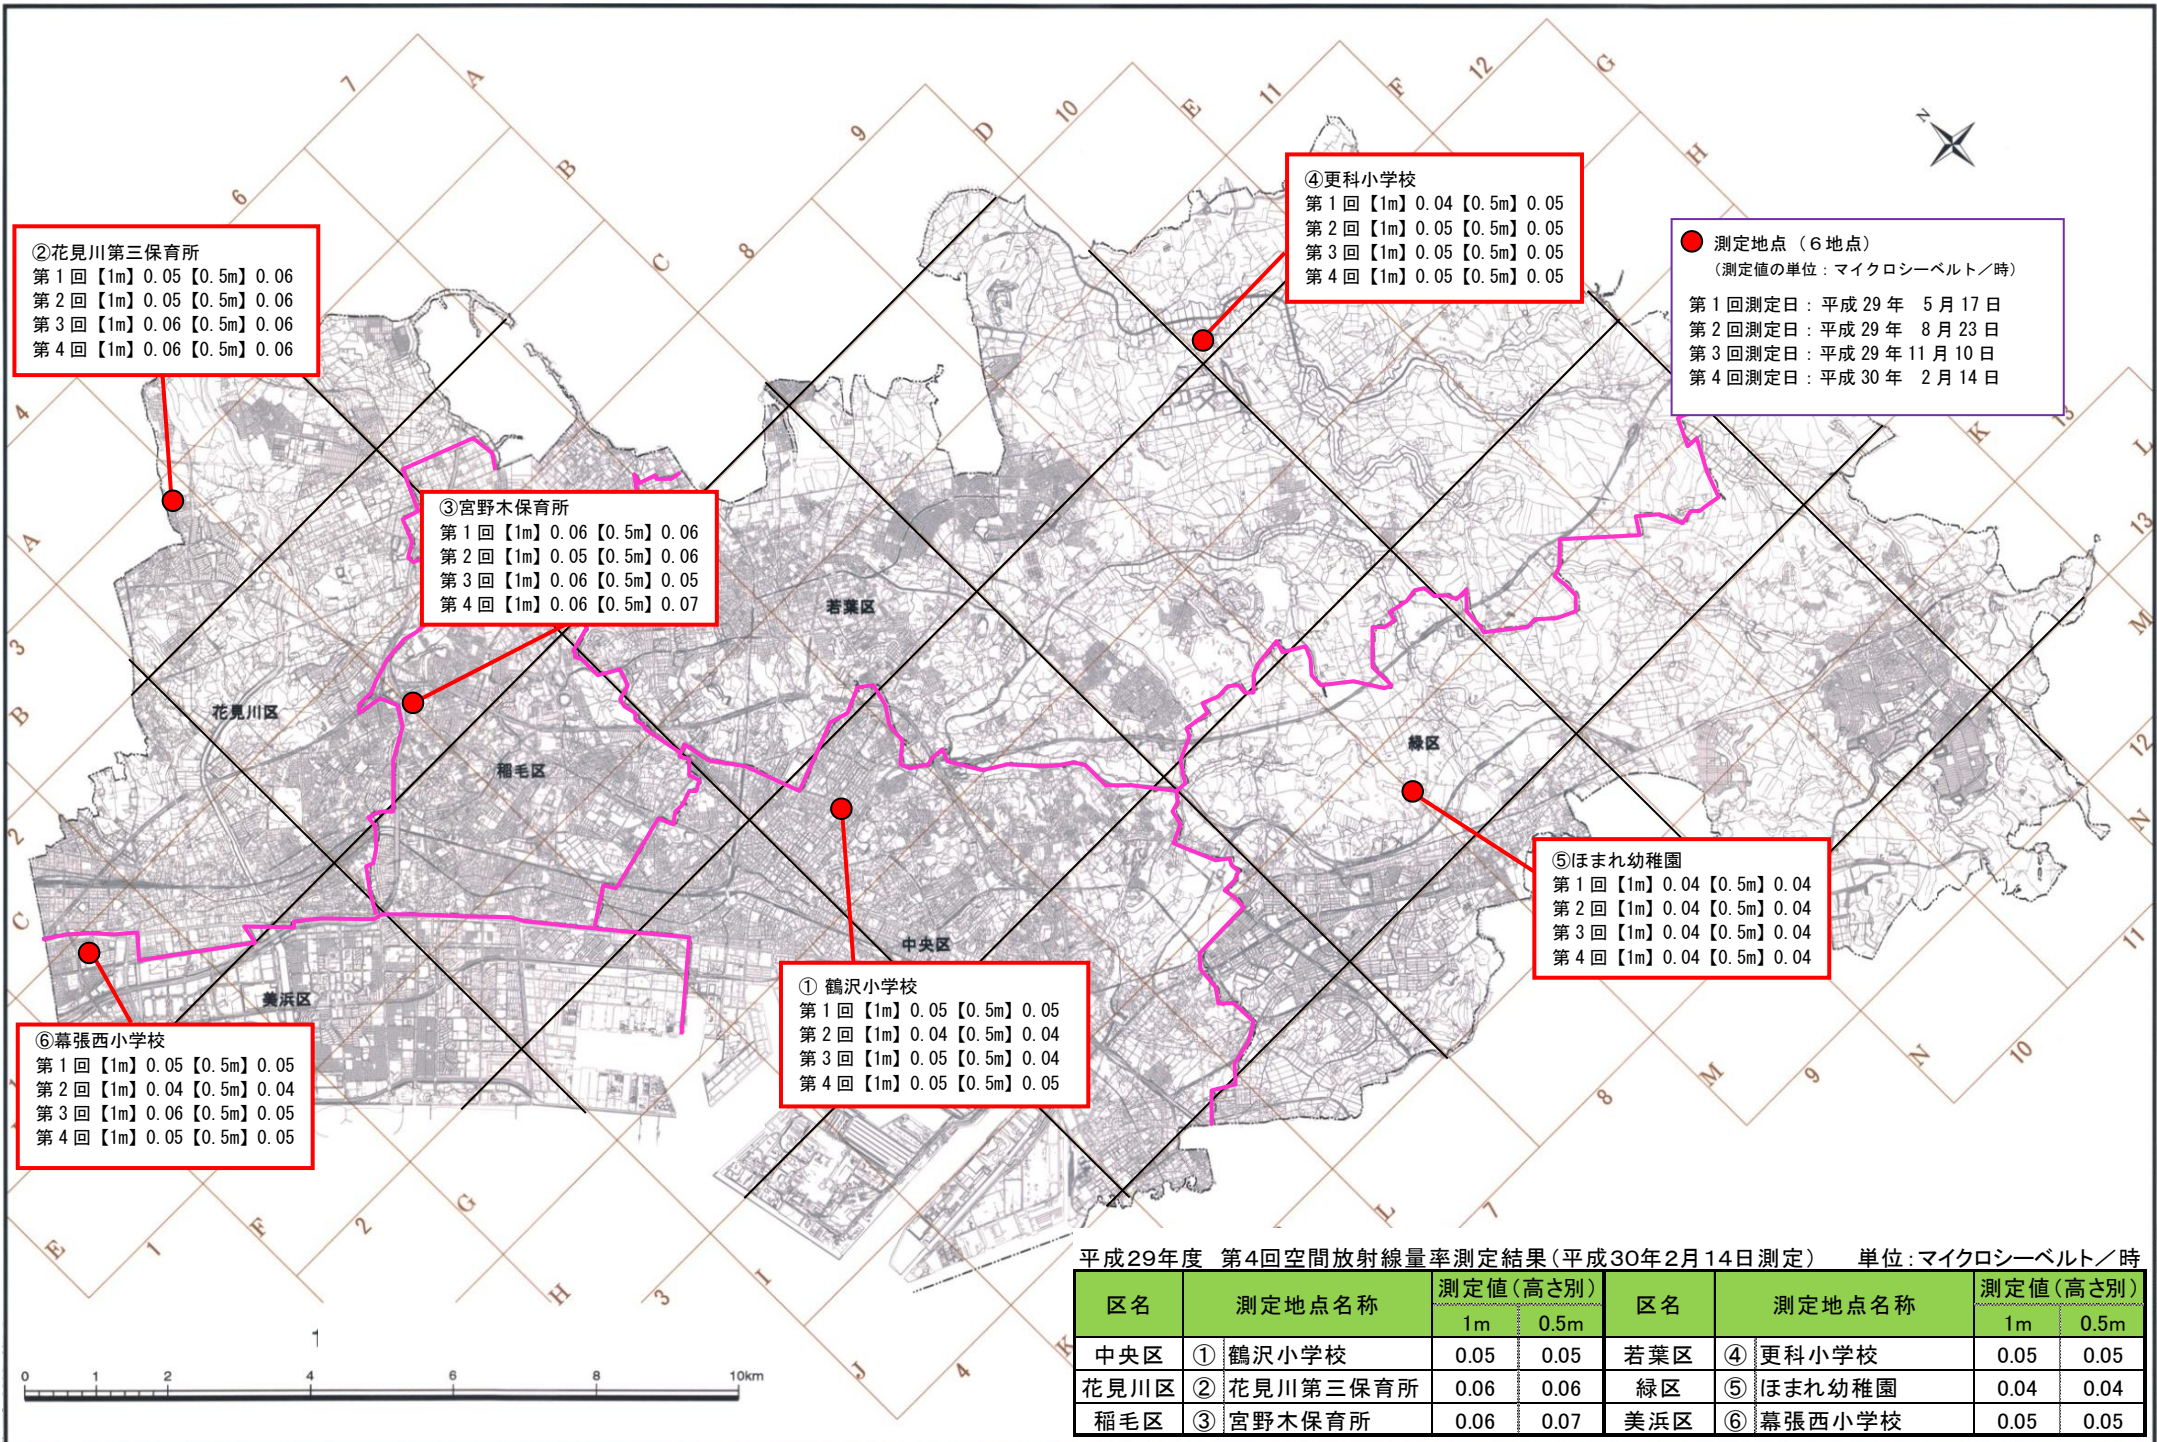 7
A
6
B
C
8
9
D
10
E
11
F
12
G
H
N
②花見川第三保育所
第1回【1m】0.05【0.5m】0.06
第2回【1m】0.05【0.5m】0.06
第3回【1m】0.06【0.5m】0.06
第4回【1m】0.06【0.5m】0.06
④更科小学校
第1回【1m】0.04【0.5m】0.05
第2回【1m】0.05【0.5m】0.05
第3回【1m】0.05【0.5m】0.05
第4回【1m】0.05【0.5m】0.05
測定地点（6地点）
（測定値の単位：マイクロシーベルト／時）
第1回測定日：平成29年 5月17日
第2回測定日：平成29年 8月23日
第3回測定日：平成29年11月10日
第4回測定日：平成30年 2月14日
③宮野木保育所
第1回【1m】0.06【0.5m】0.06
第2回【1m】0.05【0.5m】0.06
第3回【1m】0.06【0.5m】0.05
第4回【1m】0.06【0.5m】0.07
4
A
3
B
2
C
K
13
L
13
M
12
N
11
若葉区
花見川区
稲毛区
緑区
中央区
美浜区
⑤ほまれ幼稚園
第1回【1m】0.04【0.5m】0.04
第2回【1m】0.04【0.5m】0.04
第3回【1m】0.04【0.5m】0.04
第4回【1m】0.04【0.5m】0.04
① 鶴沢小学校
第1回【1m】0.05【0.5m】0.05
第2回【1m】0.04【0.5m】0.04
第3回【1m】0.05【0.5m】0.04
第4回【1m】0.05【0.5m】0.05
⑥幕張西小学校
第1回【1m】0.05【0.5m】0.05
第2回【1m】0.04【0.5m】0.04
第3回【1m】0.06【0.5m】0.05
第4回【1m】0.05【0.5m】0.05
E
1
F
2
G
H
3
I
J
4
K
L
7
8
M
9
N
10
1
0 1 2 4 6 8 10km
平成29年度 第4回空間放射線量率測定結果（平成30年2月14日測定） 単位：マイクロシーベルト／時
区名 測定地点名称 測定値（高さ別） 区名 測定地点名称 測定値（高さ別）
1m 0.5m 1m 0.5m
中央区 ① 鶴沢小学校 0.05 0.05 若葉区 ④ 更科小学校 0.05 0.05
花見川区 ② 花見川第三保育所 0.06 0.06 緑区 ⑤ ほまれ幼稚園 0.04 0.04
稲毛区 ③ 宮野木保育所 0.06 0.07 美浜区 ⑥ 幕張西小学校 0.05 0.05